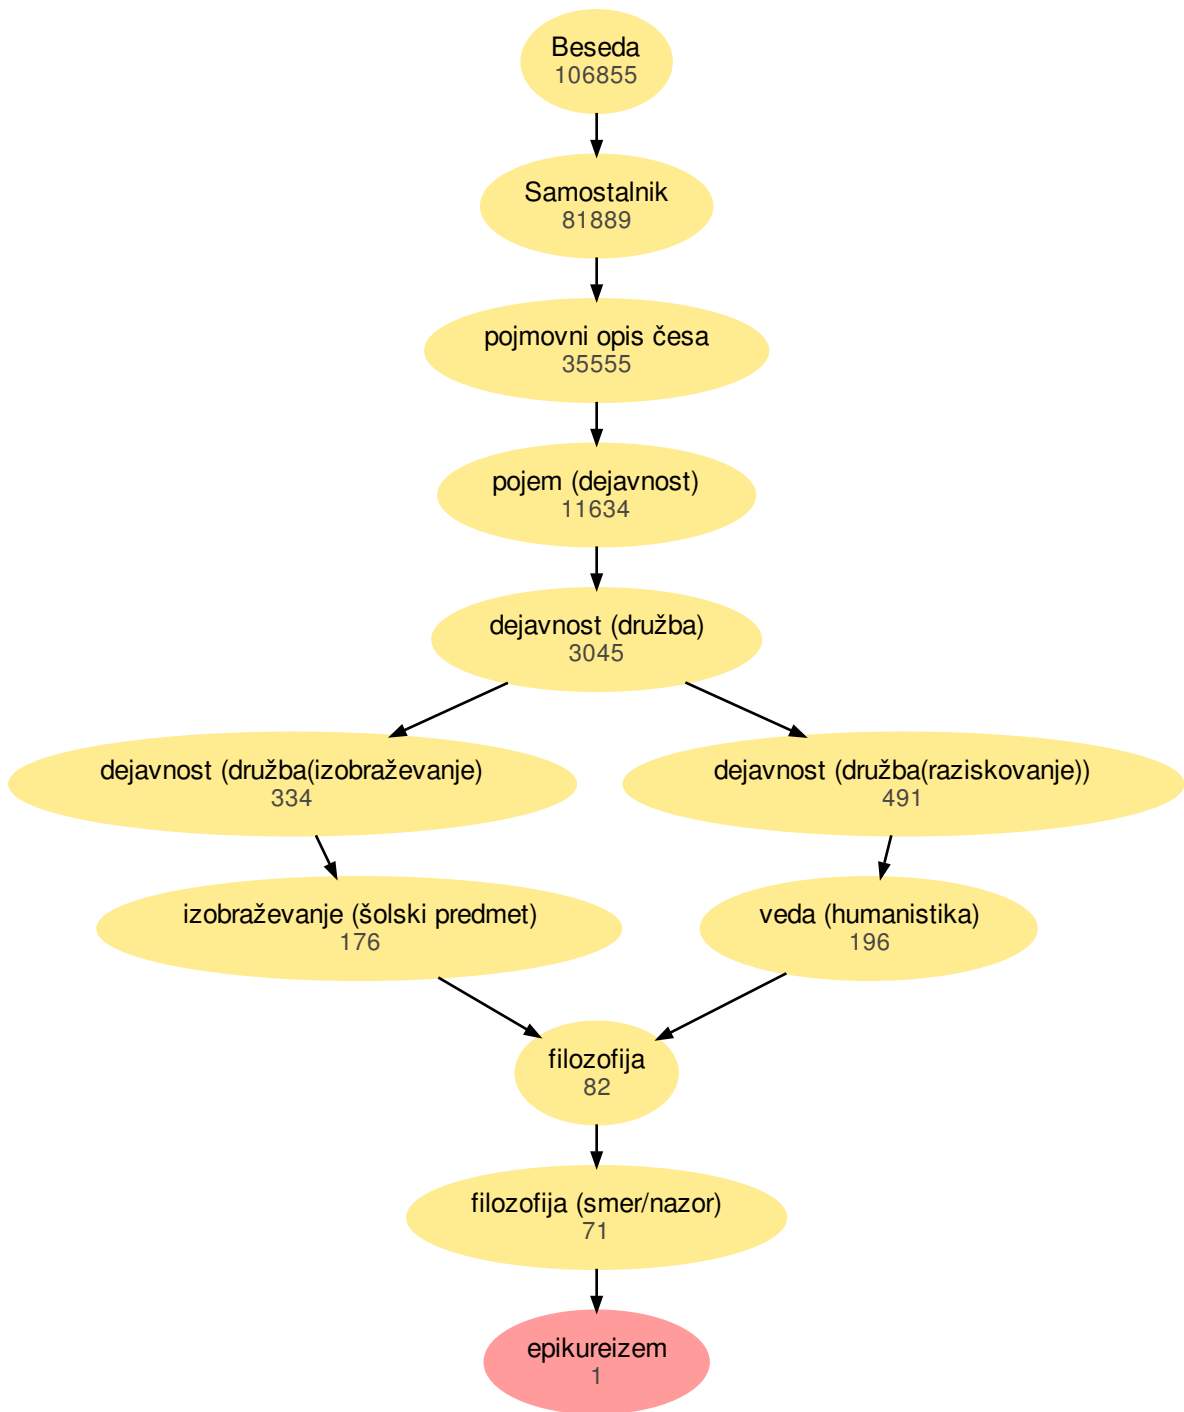 Beseda
106855
Samostalnik
81889
pojmovni opis česa
35555
pojem (dejavnost)
11634
dejavnost (družba)
3045
dejavnost (družba(izobraževanje)
334
dejavnost (družba(raziskovanje))
491
izobraževanje (šolski predmet)
176
veda (humanistika)
196
filozofija
82
filozofija (smer/nazor)
71
epikureizem
1